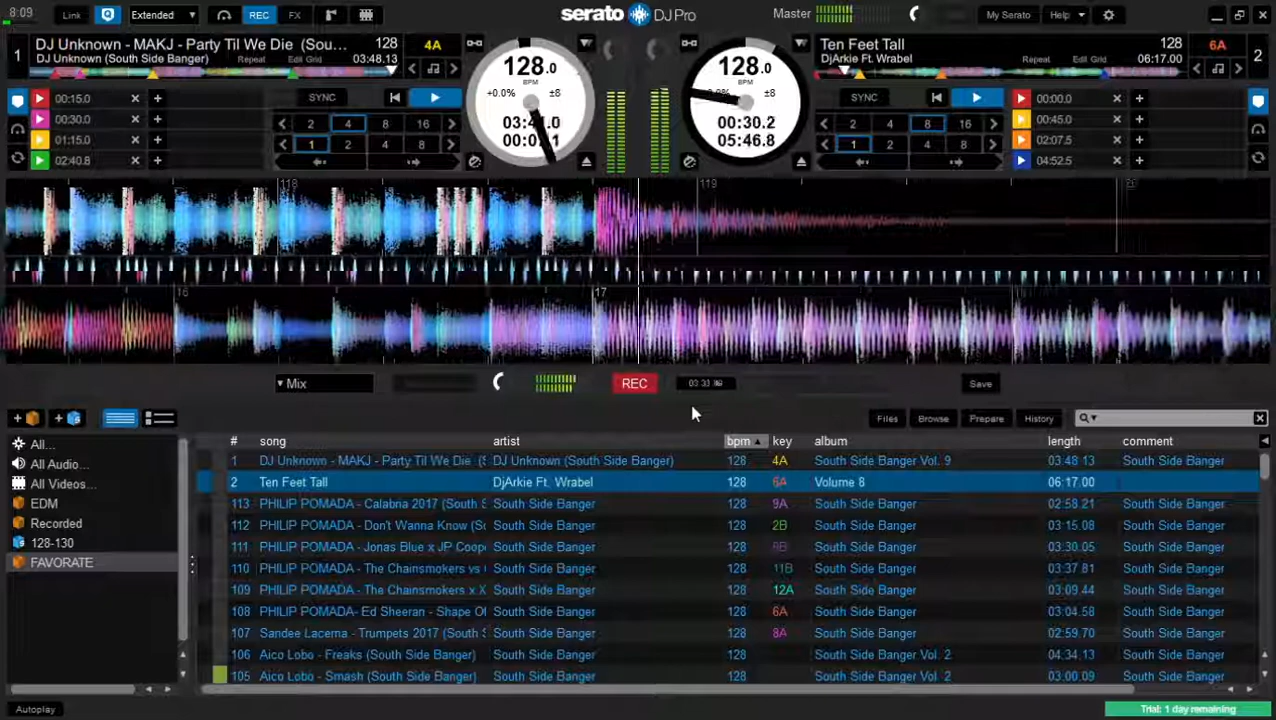 8:09 Link Extended REC FX serato DJ Pro Master My Serato Help
1 DJ Unknown - MAKJ - Party Til We Die (Sou... 128 4A
DJ Unknown (South Side Banger) Repeat Edit Grid 03:48.13
128.0 BPM +0.0% ±8
128.0 BPM +0.0% ±8 00:30.2 05:46.8
Ten Feet Tall 128 6A 2
DjArkie Ft. Wrabel Repeat Edit Grid 06:17.00
00:15.0 SYNC
00:30.0 2 4 8 16
01:15.0 1 2 4 8
02:40.8
SYNC 00:00.0
2 4 8 16 00:45.0
1 2 4 8 02:07.5
04:52.5
118 119
16 17
Mix REC Save
Files Browse Prepare History
All...
All Audio...
All Videos...
EDM
Recorded
128-130
FAVORATE
# song artist bpm key album length comment
1 DJ Unknown - MAKJ - Party Til We Die (S DJ Unknown (South Side Banger) 128 4A South Side Banger Vol. 9 03:48.13 South Side Banger
2 Ten Feet Tall DjArkie Ft. Wrabel 128 6A Volume 8 06:17.00
113 PHILIP POMADA - Calabria 2017 (South S South Side Banger 128 9A South Side Banger 02:58.21 South Side Banger
112 PHILIP POMADA - Don't Wanna Know (So South Side Banger 128 2B South Side Banger 03:15.08 South Side Banger
111 PHILIP POMADA - Jonas Blue x JP Coope South Side Banger 128 South Side Banger 03:30.05 South Side Banger
110 PHILIP POMADA - The Chainsmokers vs South Side Banger 128 11B South Side Banger 03:37.81 South Side Banger
109 PHILIP POMADA - The Chainsmokers x X South Side Banger 128 12A South Side Banger 03:09.44 South Side Banger
108 PHILIP POMADA- Ed Sheeran - Shape Of South Side Banger 128 6A South Side Banger 03:04.58 South Side Banger
107 Sandee Lacerna - Trumpets 2017 (South S South Side Banger 128 8A South Side Banger 02:59.70 South Side Banger
106 Aico Lobo - Freaks (South Side Banger) South Side Banger 128 South Side Banger Vol. 2 04:34.13 South Side Banger
105 Aico Lobo - Smash (South Side Banger) South Side Banger 128 South Side Banger Vol. 2 03:00.09 South Side Banger
Autoplay Trial: 1 day remaining